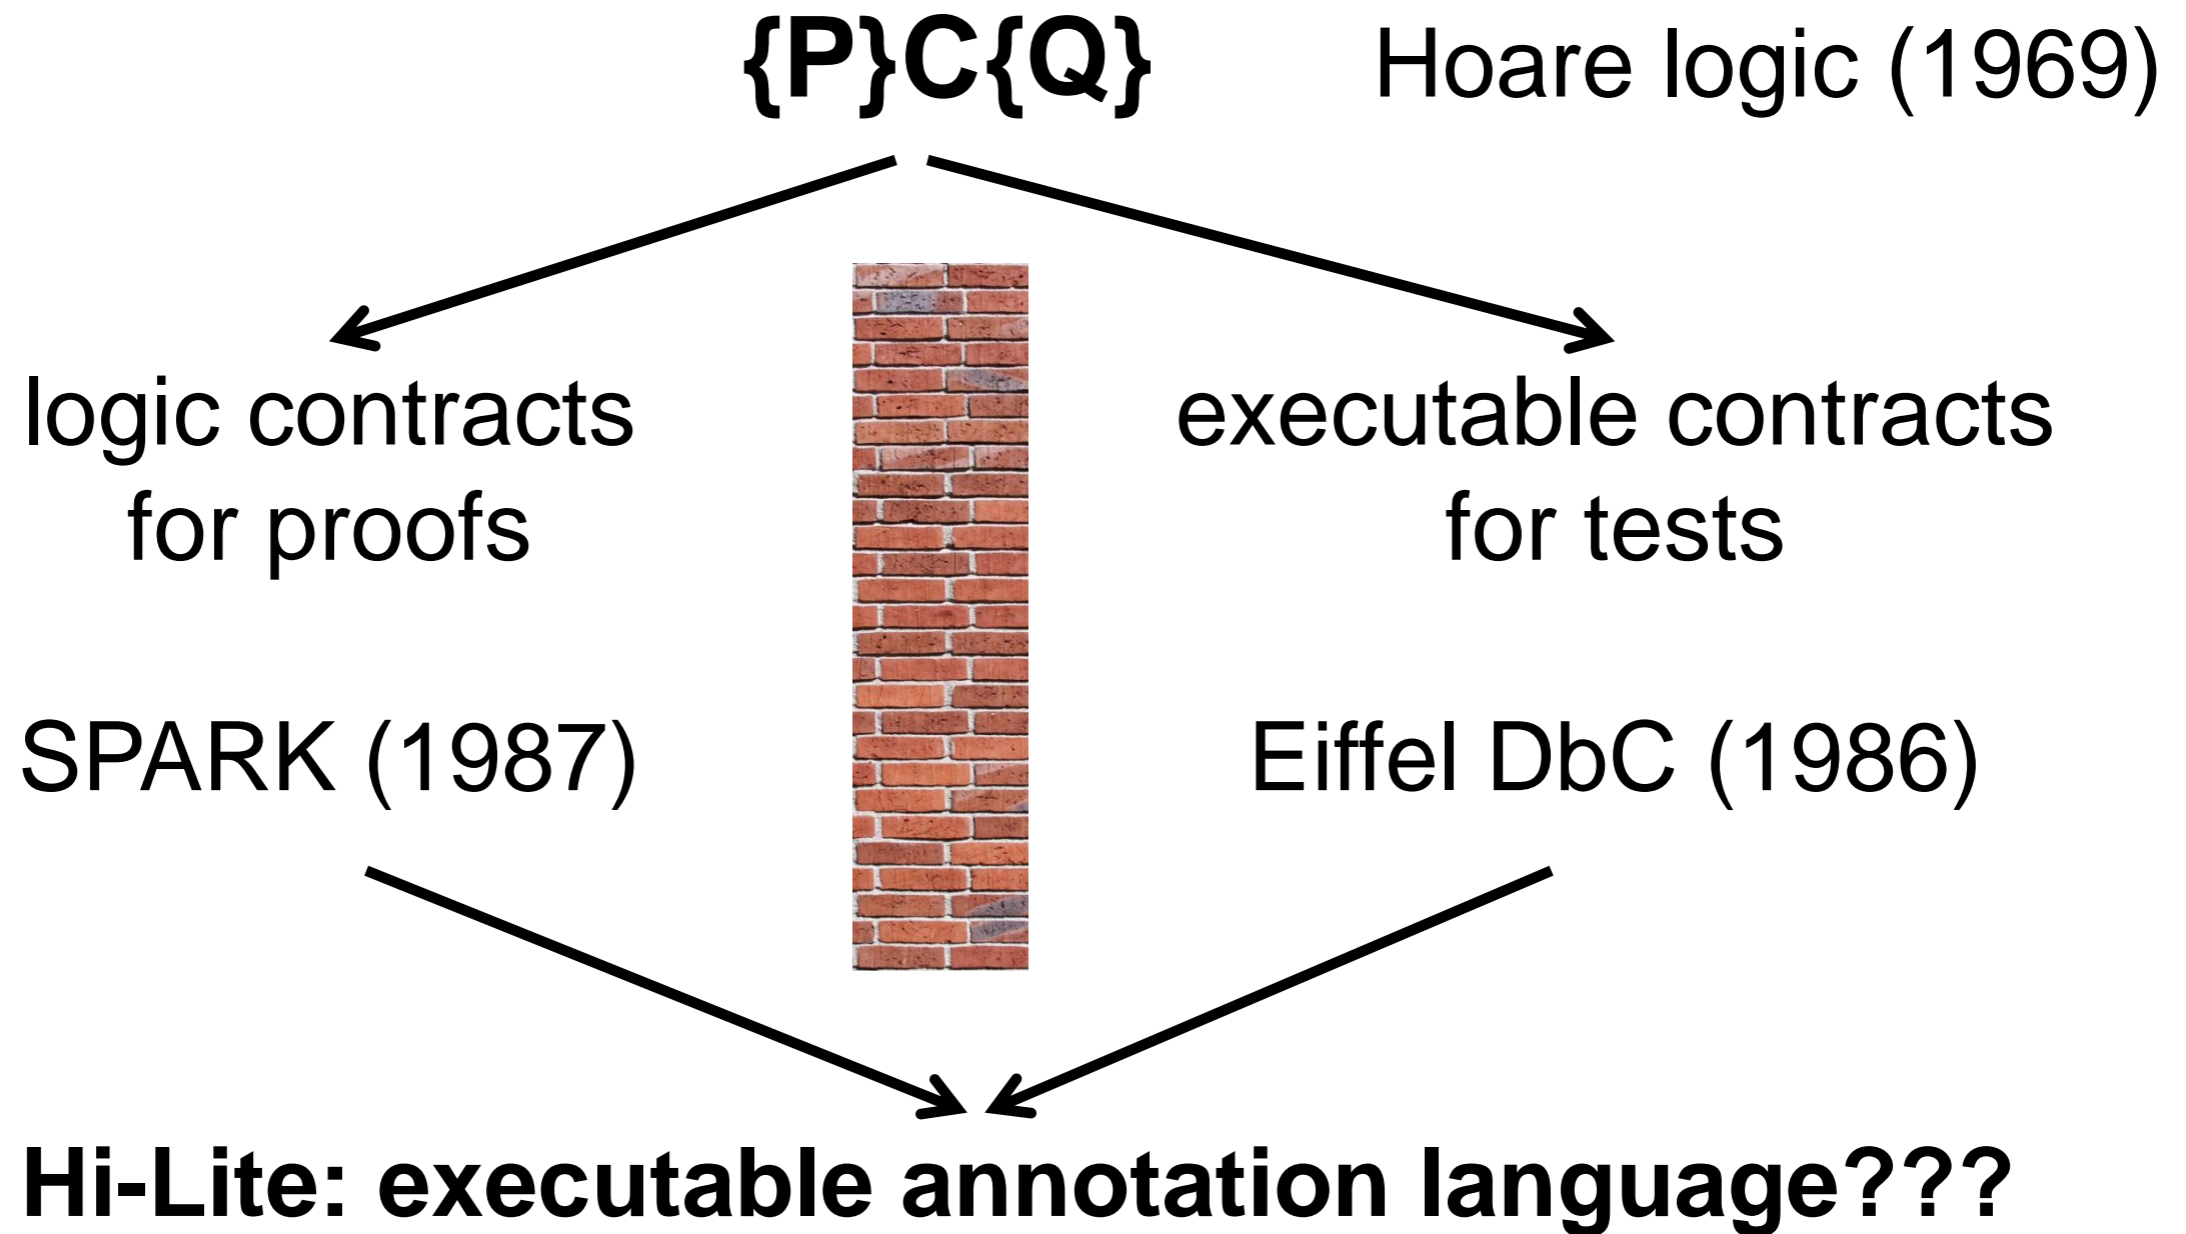 {P}C{Q}
Hoare logic (1969)
logic contracts
for proofs
executable contracts
for tests
SPARK (1987)
Eiffel DbC (1986)
Hi-Lite: executable annotation language???